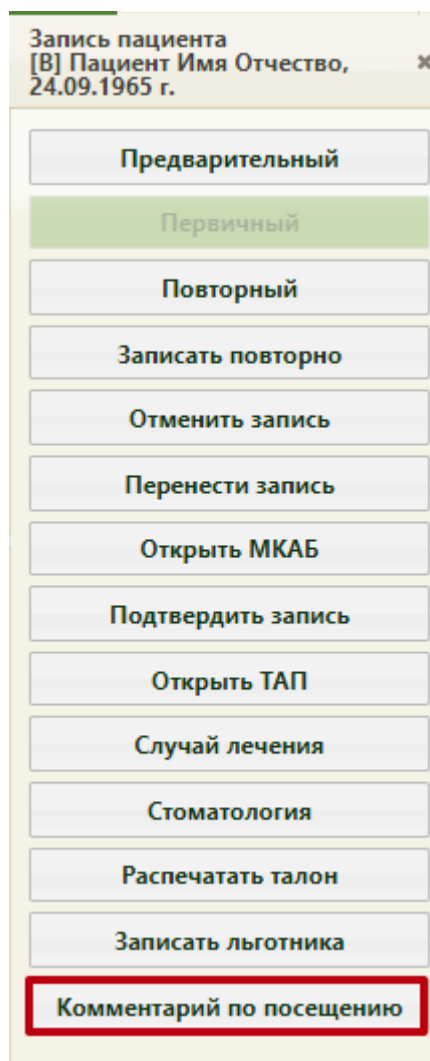 Запись пациента
[В] Пациент Имя Отчество,
24.09.1965 г.
Предварительный
Первичный
Повторный
Записать повторно
Отменить запись
Перенести запись
Открыть МКАБ
Подтвердить запись
Открыть ТАП
Случай лечения
Стоматология
Распечатать талон
Записать льготника
Комментарий по посещению